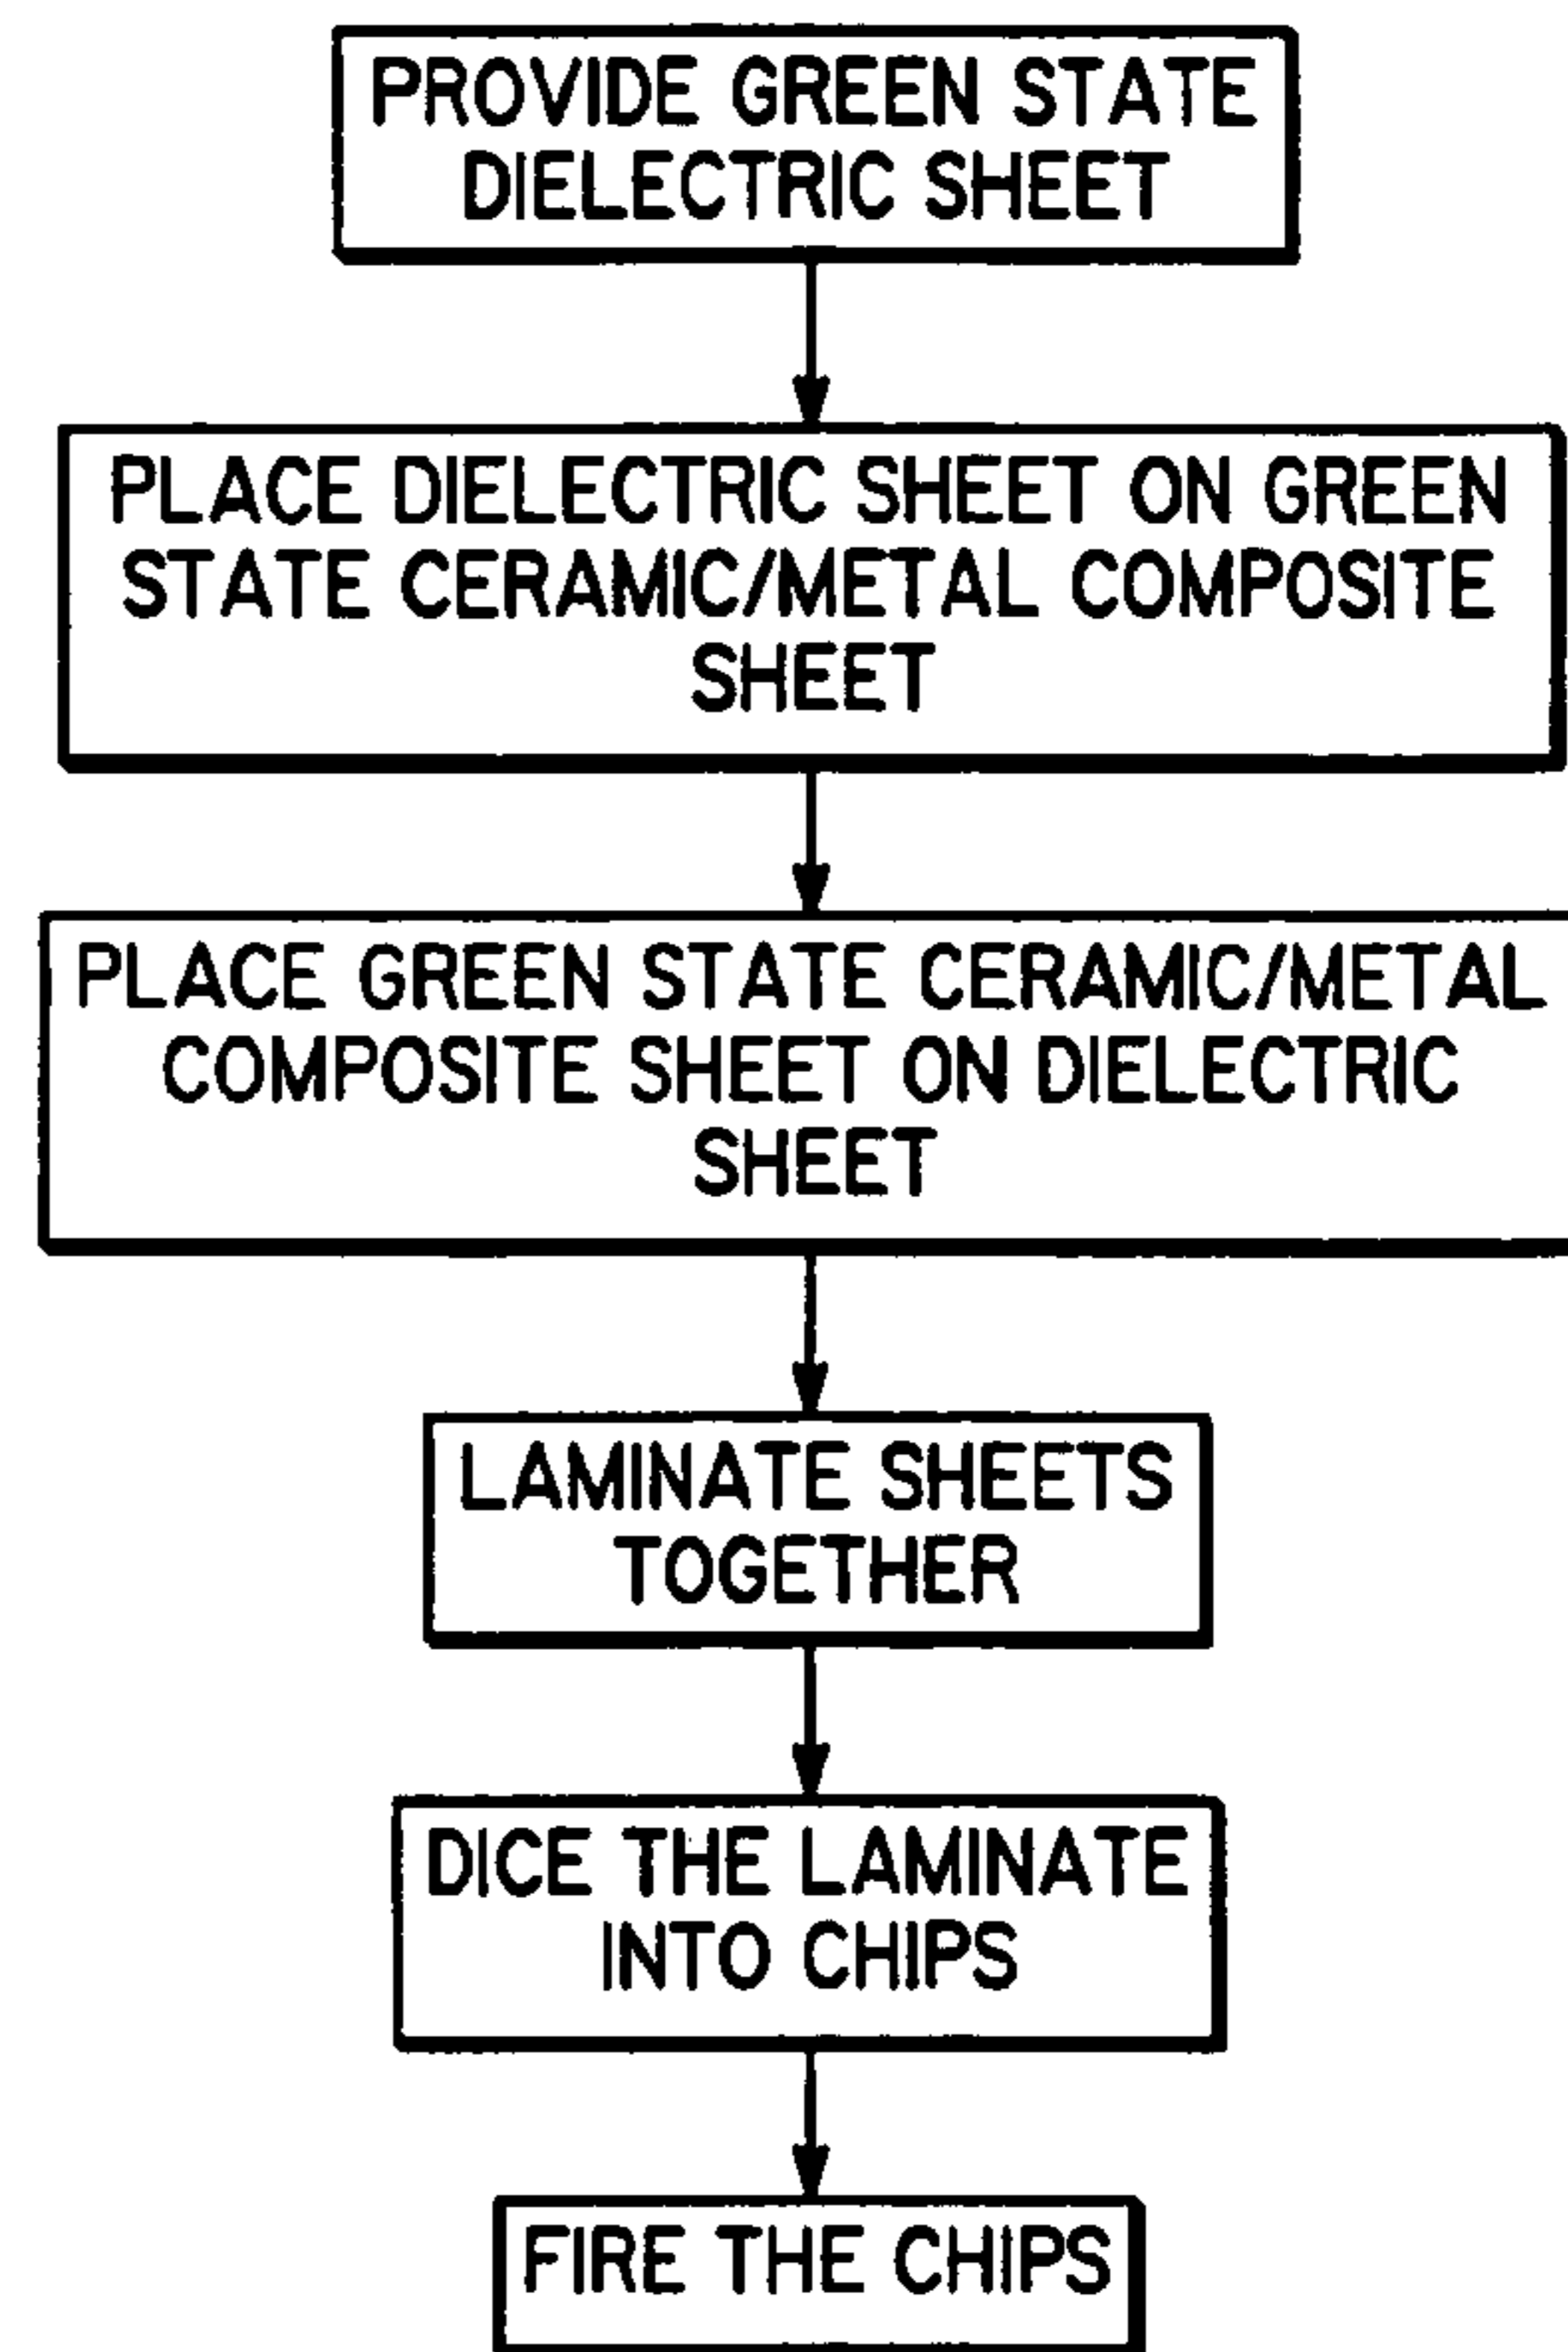 PROVIDE GREEN STATE
DIELECTRIC SHEET
PLACE DIELECTRIC SHEET ON GREEN
STATE CERAMIC/METAL COMPOSITE
SHEET
PLACE GREEN STATE CERAMIC/METAL
COMPOSITE SHEET ON DIELECTRIC
SHEET
LAMINATE SHEETS
TOGETHER
DICE THE LAMINATE
INTO CHIPS
FIRE THE CHIPS